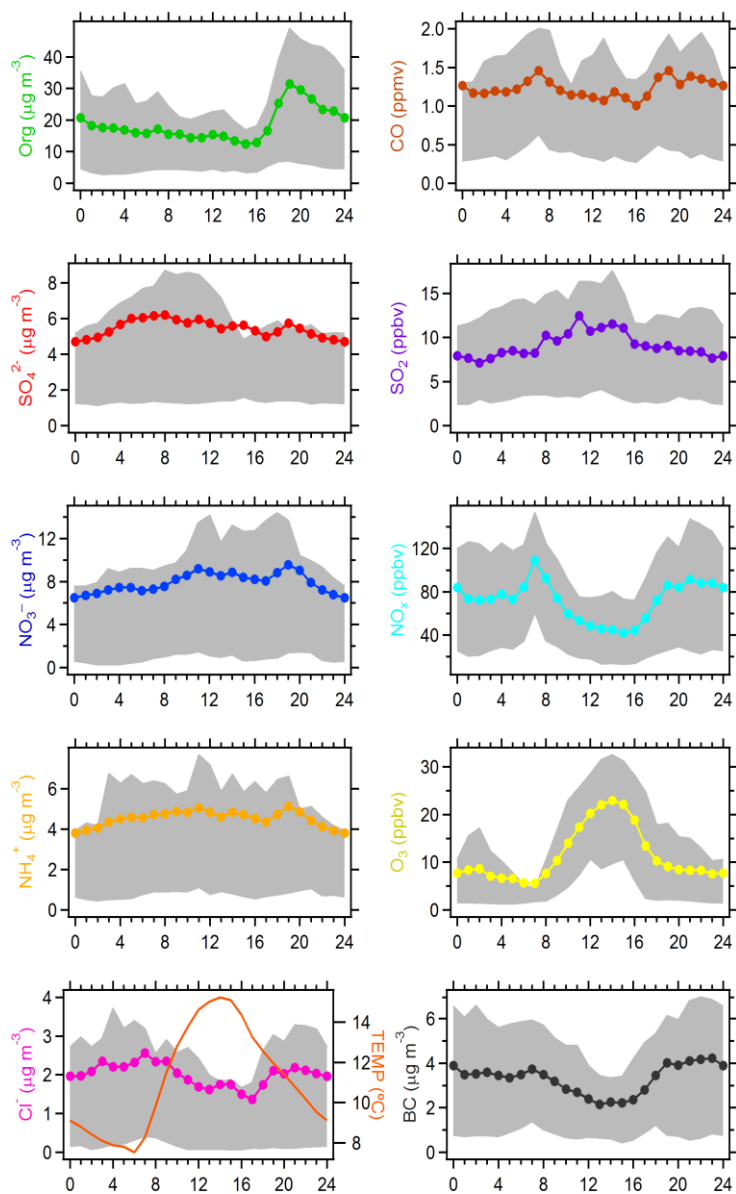 Org (µg m⁻³)
40
30
20
10
0
0 4 8 12 16 20 24
CO (ppmv)
2.0
1.5
1.0
0.5
0.0
0 4 8 12 16 20 24
SO₄²⁻ (µg m⁻³)
8
6
4
2
0
0 4 8 12 16 20 24
SO₂ (ppbv)
15
10
5
0
0 4 8 12 16 20 24
NO₃⁻ (µg m⁻³)
12
8
4
0
0 4 8 12 16 20 24
NOₓ (ppbv)
120
80
40
0 4 8 12 16 20 24
NH₄⁺ (µg m⁻³)
6
4
2
0
0 4 8 12 16 20 24
O₃ (ppbv)
30
20
10
0
0 4 8 12 16 20 24
Cl⁻ (µg m⁻³)
4
3
2
1
0
0 4 8 12 16 20 24
14
12
10
8
TEMP (ºC)
BC (µg m⁻³)
6
4
2
0
0 4 8 12 16 20 24